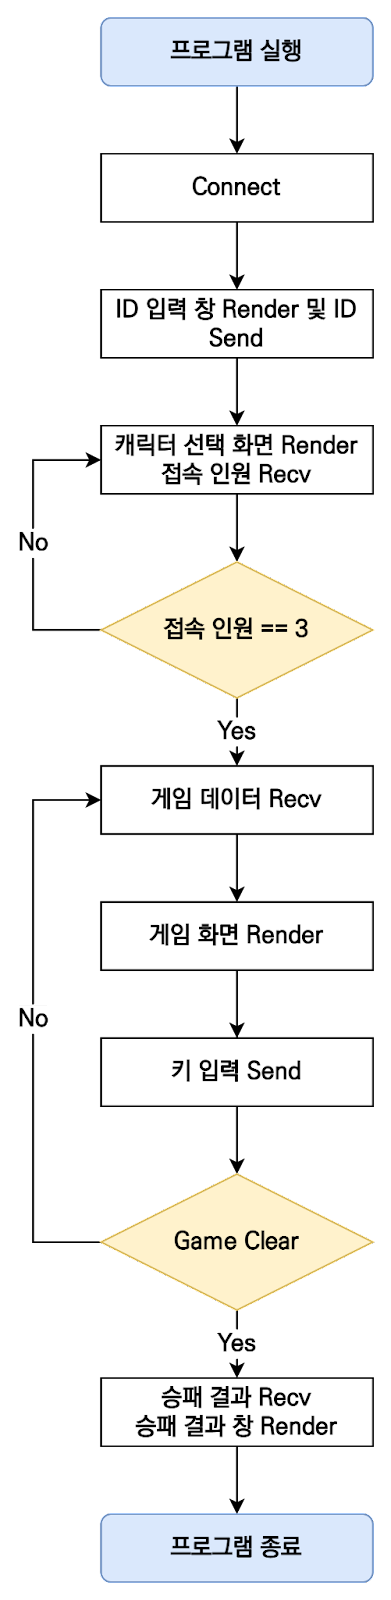 프로그램 실행
Connect
ID 입력 창 Render 및 ID
Send
캐릭터 선택 화면 Render
접속 인원 Recv
No
접속 인원 == 3
Yes
게임 데이터 Recv
게임 화면 Render
No
키 입력 Send
Game Clear
Yes
승패 결과 Recv
승패 결과 창 Render
프로그램 종료